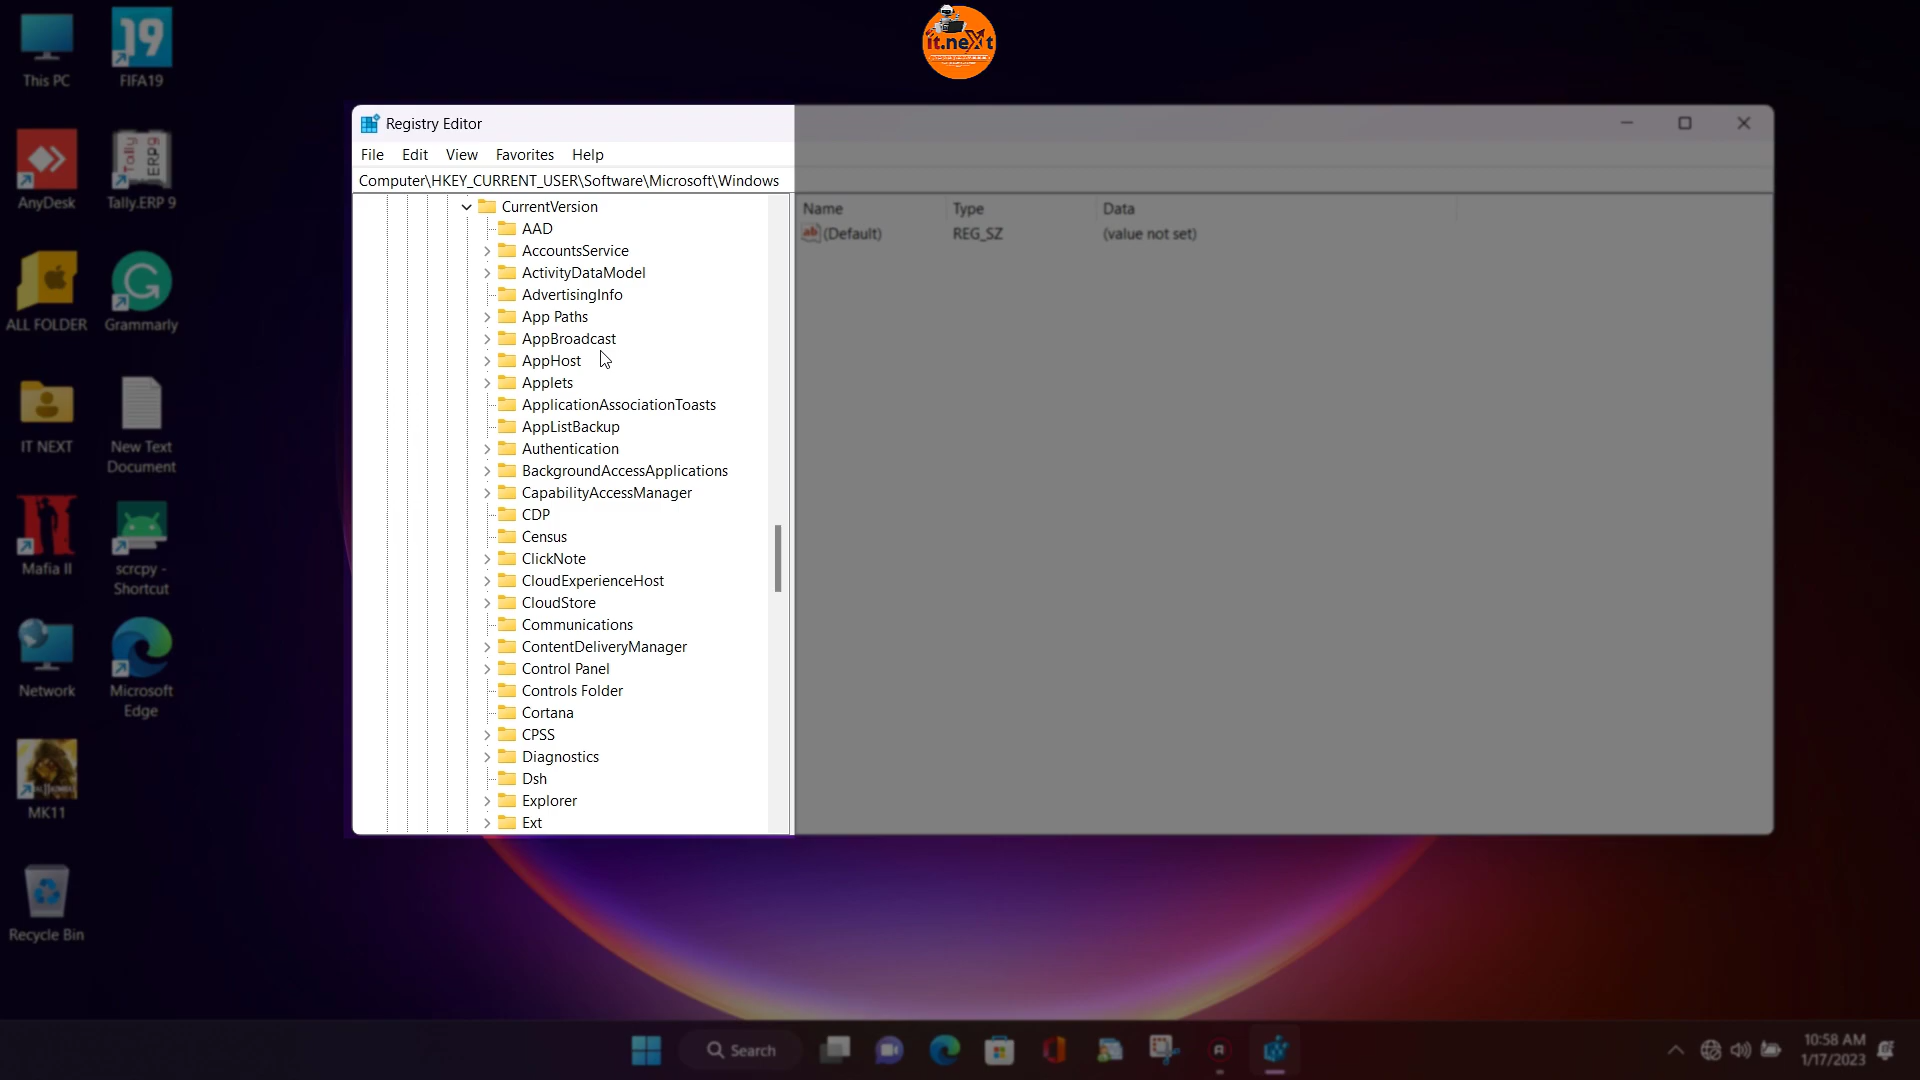 it.neXt
This PC
FIFA19
19
AnyDesk
Tally ERP9
Tally.ERP 9
ALL FOLDER
Grammarly
IT NEXT
New Text
Document
Mafia II
scrcpy -
Shortcut
Network
Microsoft
Edge
MK11
Recycle Bin
Registry Editor
File Edit View Favorites Help
Computer\HKEY_CURRENT_USER\Software\Microsoft\Windows
CurrentVersion
AAD
AccountsService
ActivityDataModel
AdvertisingInfo
App Paths
AppBroadcast
AppHost
Applets
ApplicationAssociationToasts
AppListBackup
Authentication
BackgroundAccessApplications
CapabilityAccessManager
CDP
Census
ClickNote
CloudExperienceHost
CloudStore
Communications
ContentDeliveryManager
Control Panel
Controls Folder
Cortana
CPSS
Diagnostics
Dsh
Explorer
Ext
Name Type Data
ab (Default) REG_SZ (value not set)
Search
10:58 AM
1/17/2023